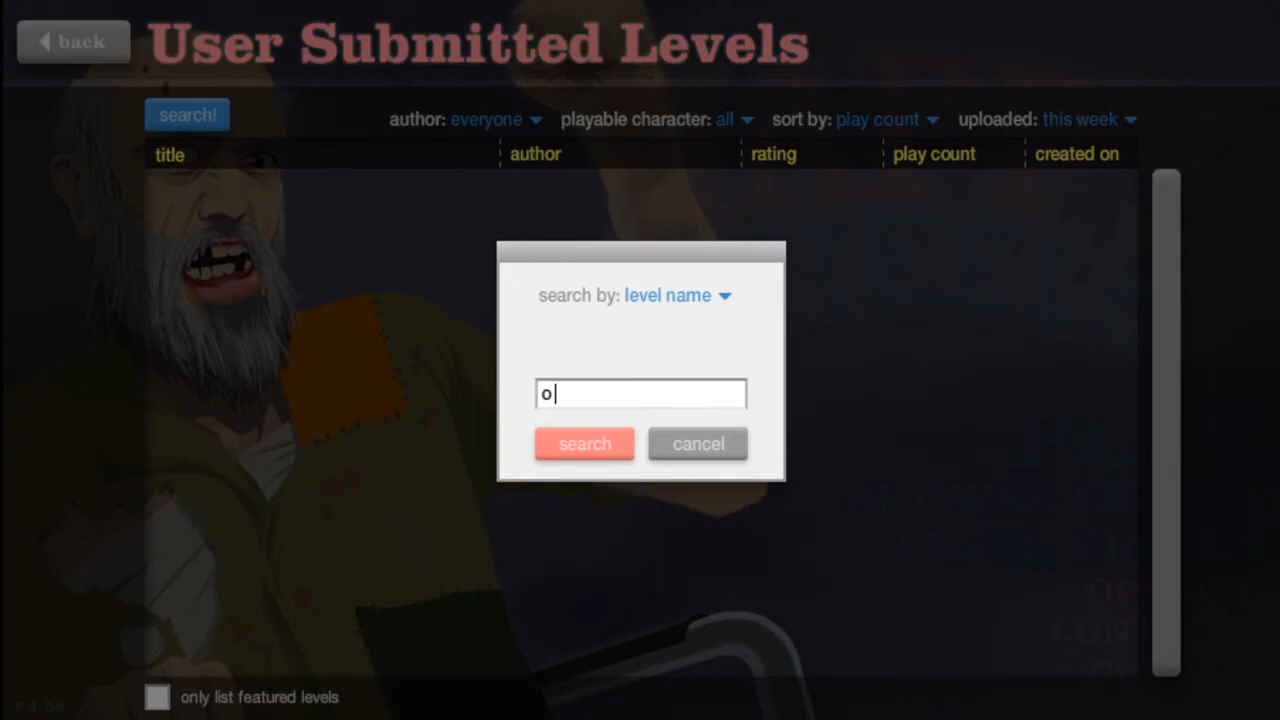 back
User Submitted Levels
search!
author: everyone playable character: all sort by: play count uploaded: this week
title author rating play count created on
search by: level name
o
search cancel
only list featured levels